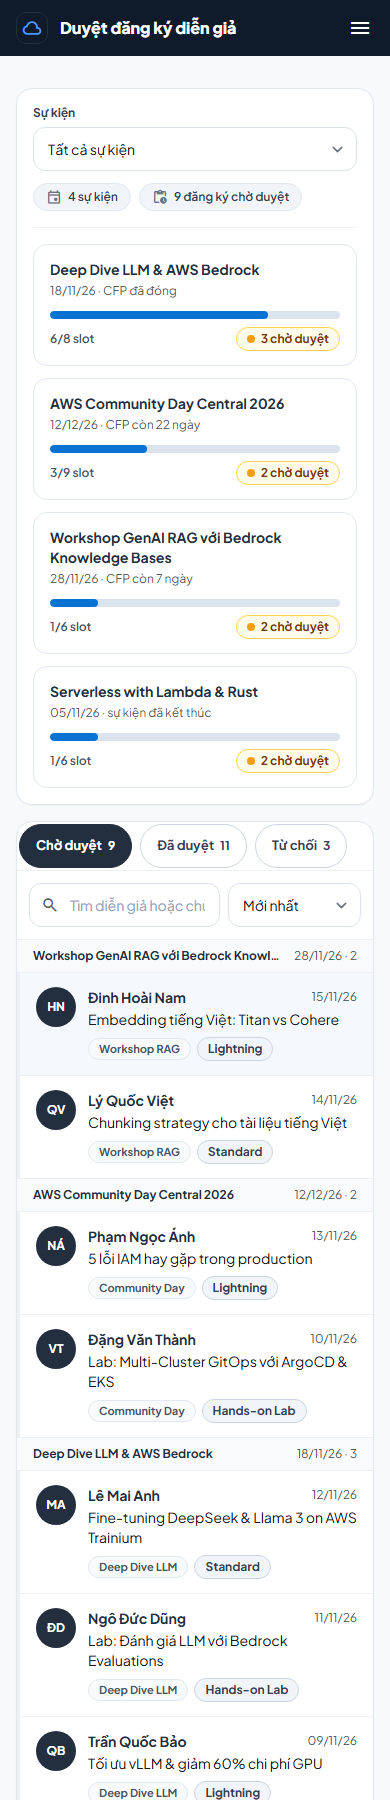 Duyệt đăng ký diễn giả
Sự kiện
Tất cả sự kiện
4 sự kiện
9 đăng ký chờ duyệt
Deep Dive LLM & AWS Bedrock
18/11/26 · CFP đã đóng
6/8 slot
3 chờ duyệt
AWS Community Day Central 2026
12/12/26 · CFP còn 22 ngày
3/9 slot
2 chờ duyệt
Workshop GenAI RAG với Bedrock
Knowledge Bases
28/11/26 · CFP còn 7 ngày
1/6 slot
2 chờ duyệt
Serverless with Lambda & Rust
05/11/26 · sự kiện đã kết thúc
1/6 slot
2 chờ duyệt
Chờ duyệt 9
Đã duyệt 11
Từ chối 3
Tìm diễn giả hoặc chủ
Mới nhất
Workshop GenAI RAG với Bedrock Knowl... 28/11/26 · 2
HN
Đinh Hoài Nam 15/11/26
Embedding tiếng Việt: Titan vs Cohere
Workshop RAG Lightning
QV
Lý Quốc Việt 14/11/26
Chunking strategy cho tài liệu tiếng Việt
Workshop RAG Standard
AWS Community Day Central 2026 12/12/26 · 2
NÁ
Phạm Ngọc Ánh 13/11/26
5 lỗi IAM hay gặp trong production
Community Day Lightning
VT
Đặng Văn Thành 10/11/26
Lab: Multi-Cluster GitOps với ArgoCD &
EKS
Community Day Hands-on Lab
Deep Dive LLM & AWS Bedrock 18/11/26 · 3
MA
Lê Mai Anh 12/11/26
Fine-tuning DeepSeek & Llama 3 on AWS
Trainium
Deep Dive LLM Standard
ĐD
Ngô Đức Dũng 11/11/26
Lab: Đánh giá LLM với Bedrock
Evaluations
Deep Dive LLM Hands-on Lab
QB
Trần Quốc Bảo 09/11/26
Tối ưu vLLM & giảm 60% chi phí GPU
Deep Dive LLM Lightning